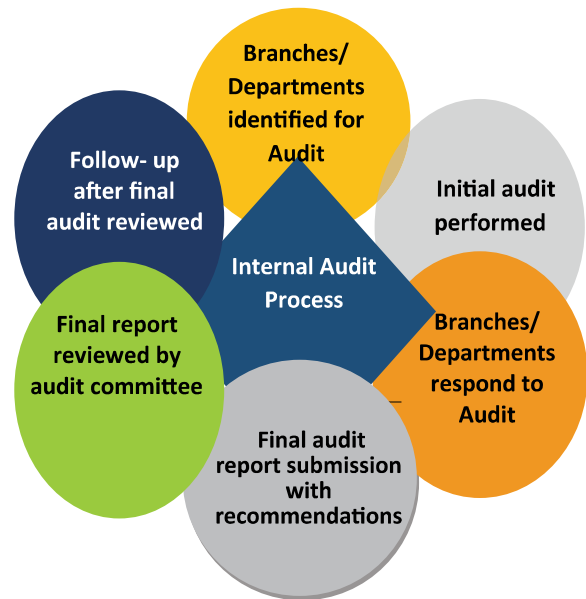 Branches/
Departments
identified for
Audit
Initial audit
performed
Branches/
Departments
respond to
Audit
Final audit
report submission
with
recommendations
Final report
reviewed by
audit committee
Follow- up
after final
audit reviewed
Internal Audit
Process